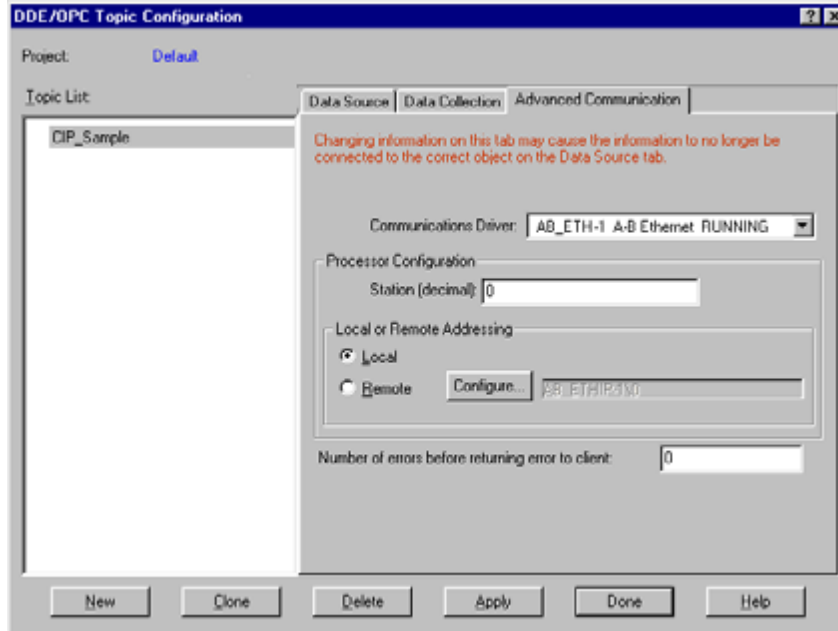 DDE/OPC Topic Configuration
Project: Default
Topic List:
CIP_Sample
Data Source
Data Collection
Advanced Communication
Changing information on this tab may cause the information to no longer be
connected to the correct object on the Data Source tab.
Communications Driver: AB_ETH-1 A-B Ethernet RUNNING
Processor Configuration
Station (decimal): 0
Local or Remote Addressing
Local
Remote
Configure...
Number of errors before returning error to client: 0
New
Clone
Delete
Apply
Done
Help